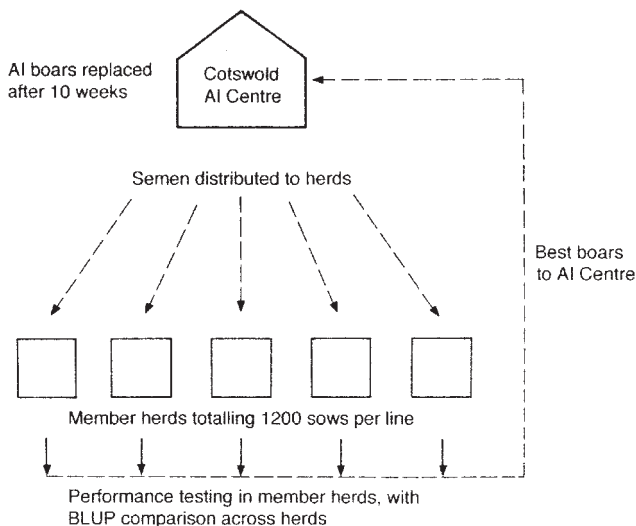 AI boars replaced
after 10 weeks
Cotswold
AI Centre
Semen distributed to herds
Best boars
to AI Centre
Member herds totalling 1200 sows per line
Performance testing in member herds, with
BLUP comparison across herds